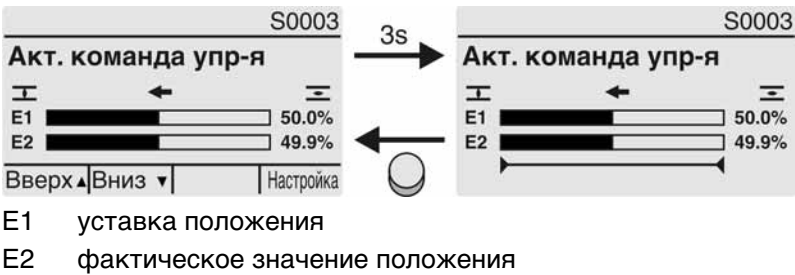 S0003
Акт. команда упр-я
E1 50.0%
E2 49.9%
Вверх▲ Вниз ▼ Настройка
3s
S0003
Акт. команда упр-я
E1 50.0%
E2 49.9%
E1 уставка положения
E2 фактическое значение положения